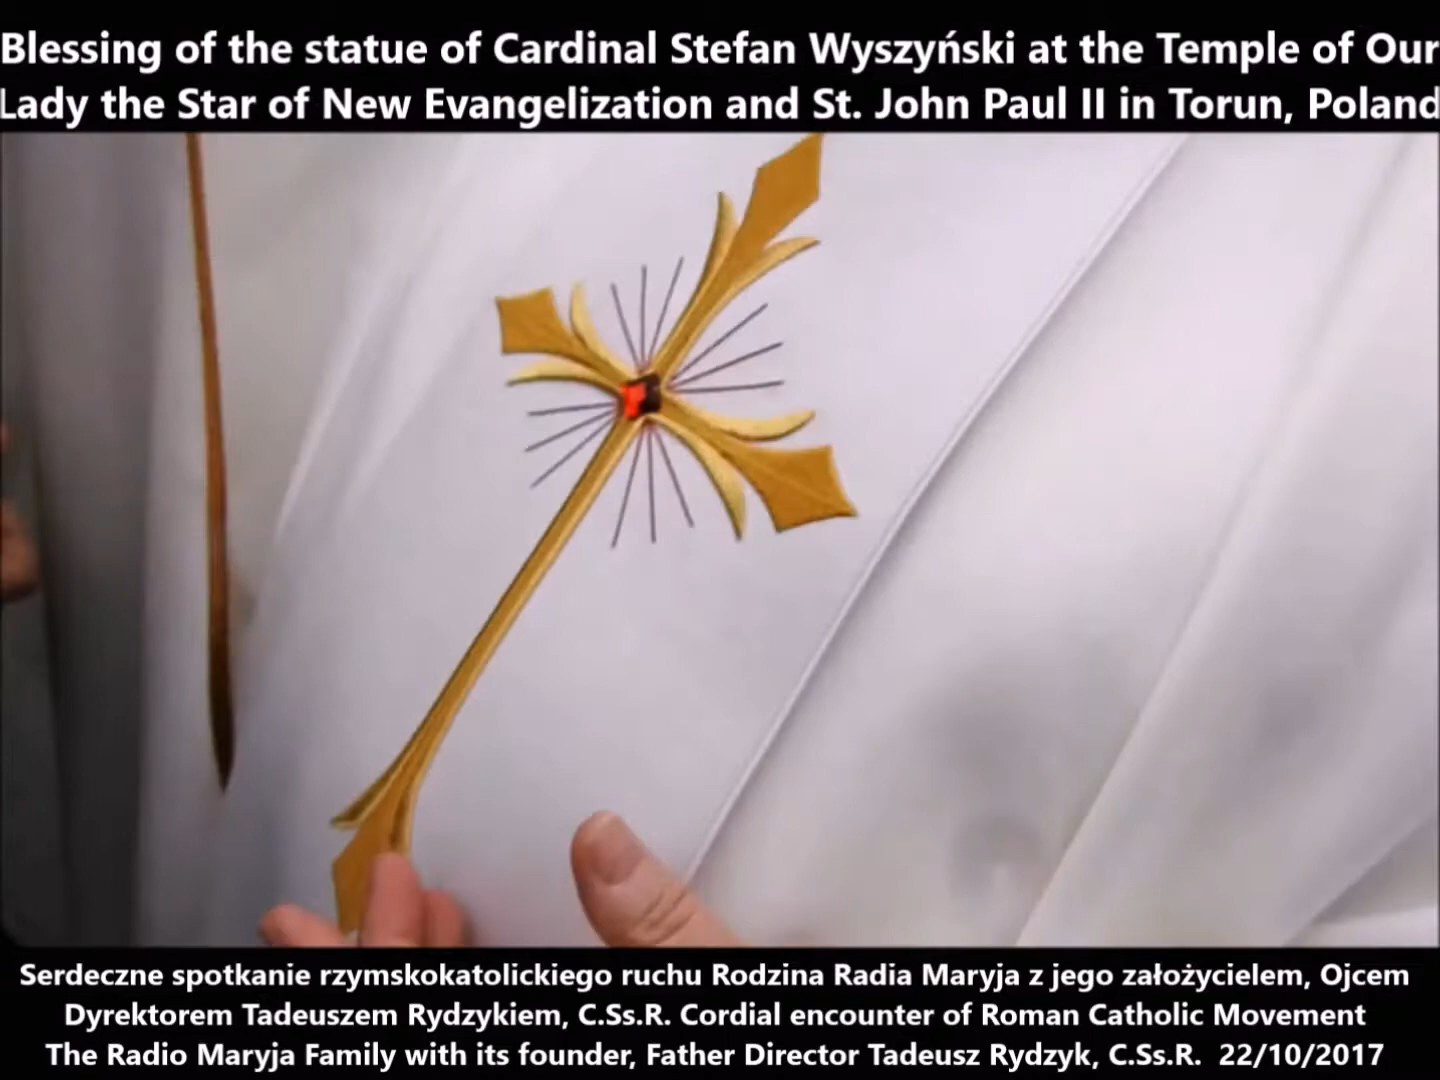 Blessing of the statue of Cardinal Stefan Wyszyński at the Temple of Our
Lady the Star of New Evangelization and St. John Paul II in Torun, Poland
Serdeczne spotkanie rzymskokatolickiego ruchu Rodzina Radia Maryja z jego założycielem, Ojcem
Dyrektorem Tadeuszem Rydzykiem, C.Ss.R. Cordial encounter of Roman Catholic Movement
The Radio Maryja Family with its founder, Father Director Tadeusz Rydzyk, C.Ss.R. 22/10/2017